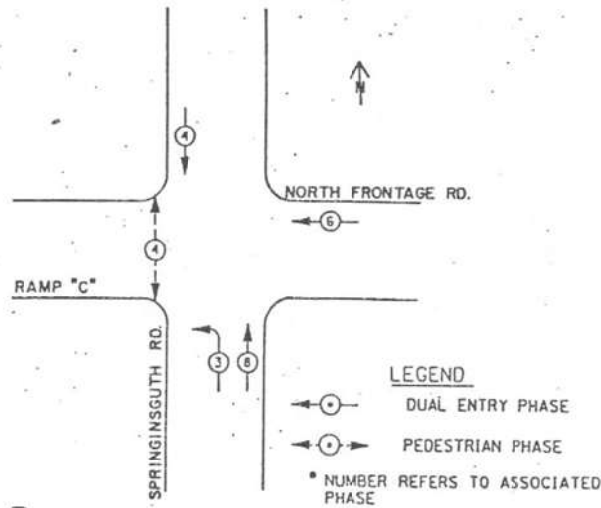 4
N
NORTH FRONTAGE RD.
6
4
RAMP "C"
SPRINGINSGUTH RD.
3
8
LEGEND
DUAL ENTRY PHASE
PEDESTRIAN PHASE
* NUMBER REFERS TO ASSOCIATED
PHASE